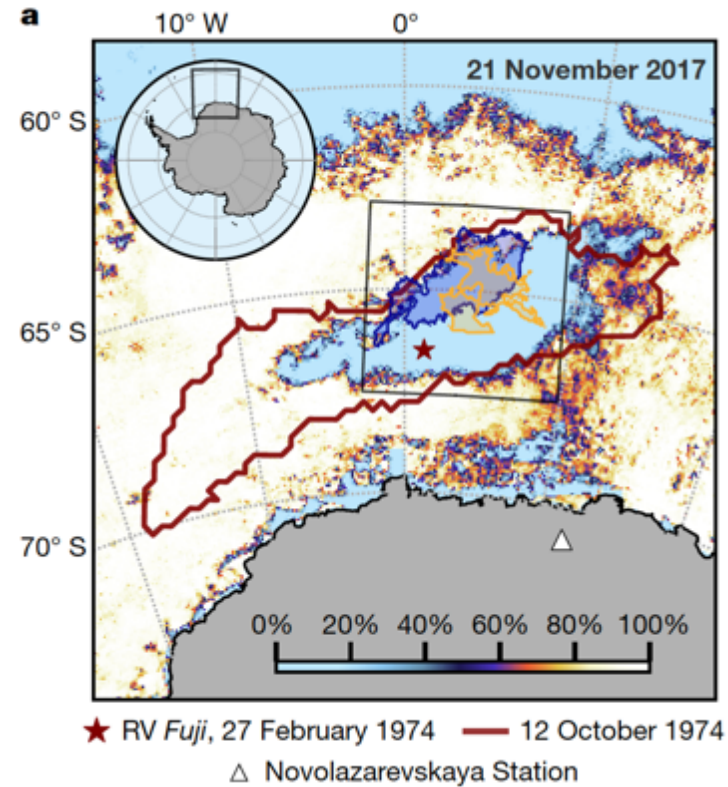 a
10° W 0°
21 November 2017
60° S
65° S
70° S
0% 20% 40% 60% 80% 100%
★ RV Fuji, 27 February 1974 — 12 October 1974
△ Novolazarevskaya Station